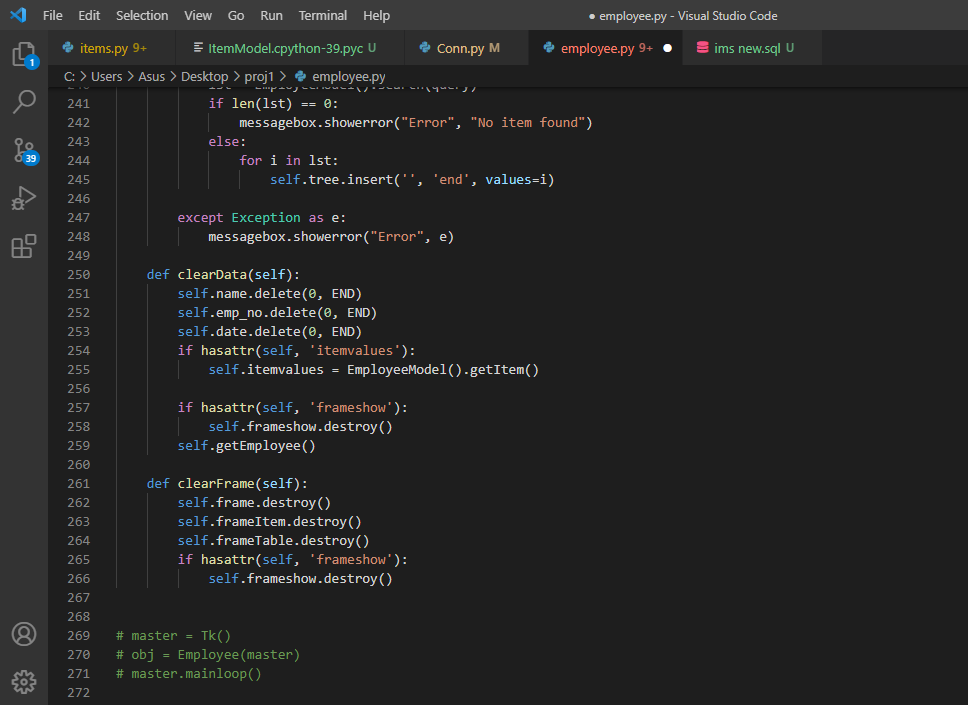 File Edit Selection View Go Run Terminal Help ● employee.py - Visual Studio Code
items.py 9+ ItemModel.cpython-39.pyc U Conn.py M employee.py 9+ ● ims new.sql U
C: > Users > Asus > Desktop > proj1 > employee.py
1
39
240 lst = EmployeeModel().search(query)
241 if len(lst) == 0:
242 messagebox.showerror("Error", "No item found")
243 else:
244 for i in lst:
245 self.tree.insert('', 'end', values=i)
246
247 except Exception as e:
248 messagebox.showerror("Error", e)
249
250 def clearData(self):
251 self.name.delete(0, END)
252 self.emp_no.delete(0, END)
253 self.date.delete(0, END)
254 if hasattr(self, 'itemvalues'):
255 self.itemvalues = EmployeeModel().getItem()
256
257 if hasattr(self, 'frameshow'):
258 self.frameshow.destroy()
259 self.getEmployee()
260
261 def clearFrame(self):
262 self.frame.destroy()
263 self.frameItem.destroy()
264 self.frameTable.destroy()
265 if hasattr(self, 'frameshow'):
266 self.frameshow.destroy()
267
268
269 # master = Tk()
270 # obj = Employee(master)
271 # master.mainloop()
272